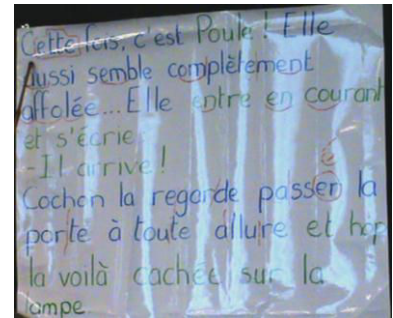 Cette fois, c'est Poule ! Elle
aussi semble complètement
affolée... Elle entre en courant
et s'écrie
- Il arrive !
é
Cochon la regarde passer la
porte à toute allure et hop
la voilà cachée sur la
lampe